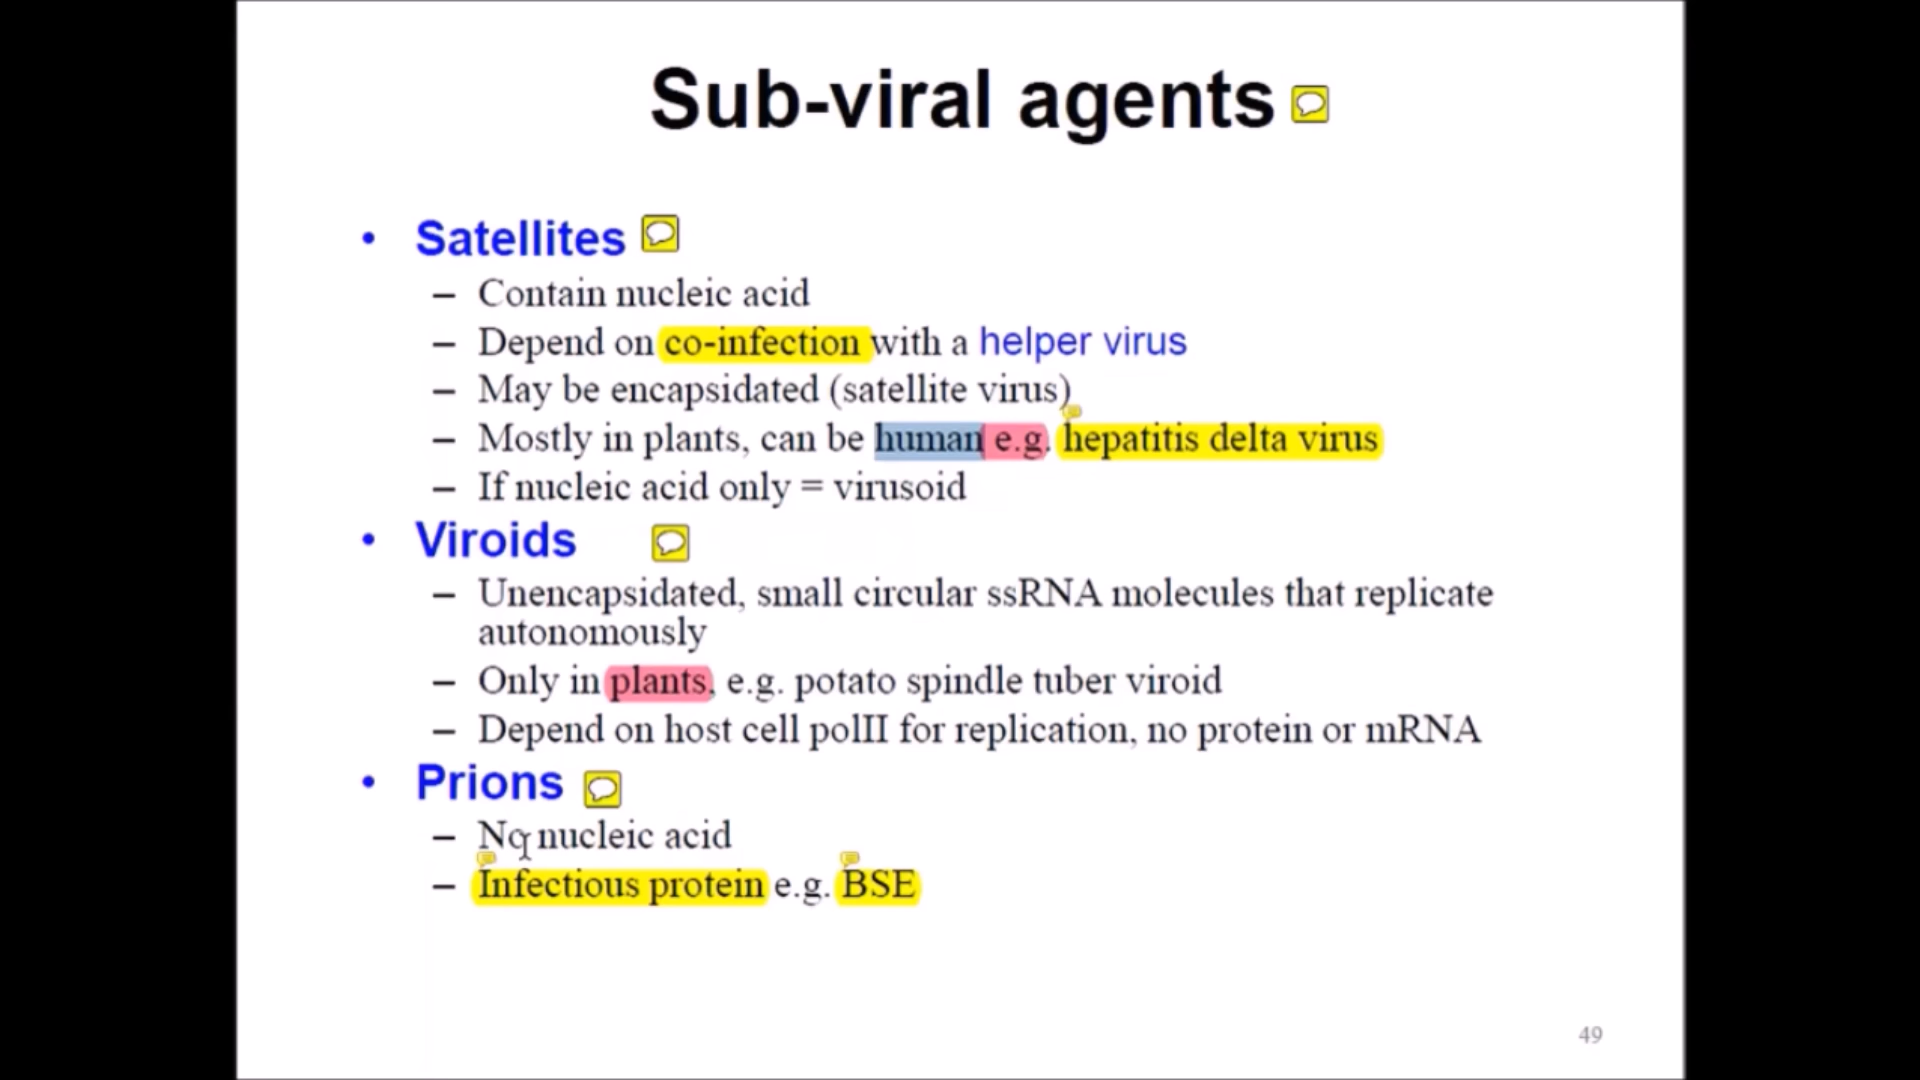 Sub-viral agents
• Satellites
– Contain nucleic acid
– Depend on co-infection with a helper virus
– May be encapsidated (satellite virus)
– Mostly in plants, can be human e.g. hepatitis delta virus
– If nucleic acid only = virusoid
• Viroids
– Unencapsidated, small circular ssRNA molecules that replicate
autonomously
– Only in plants, e.g. potato spindle tuber viroid
– Depend on host cell polII for replication, no protein or mRNA
• Prions
– No nucleic acid
– Infectious protein e.g. BSE
49